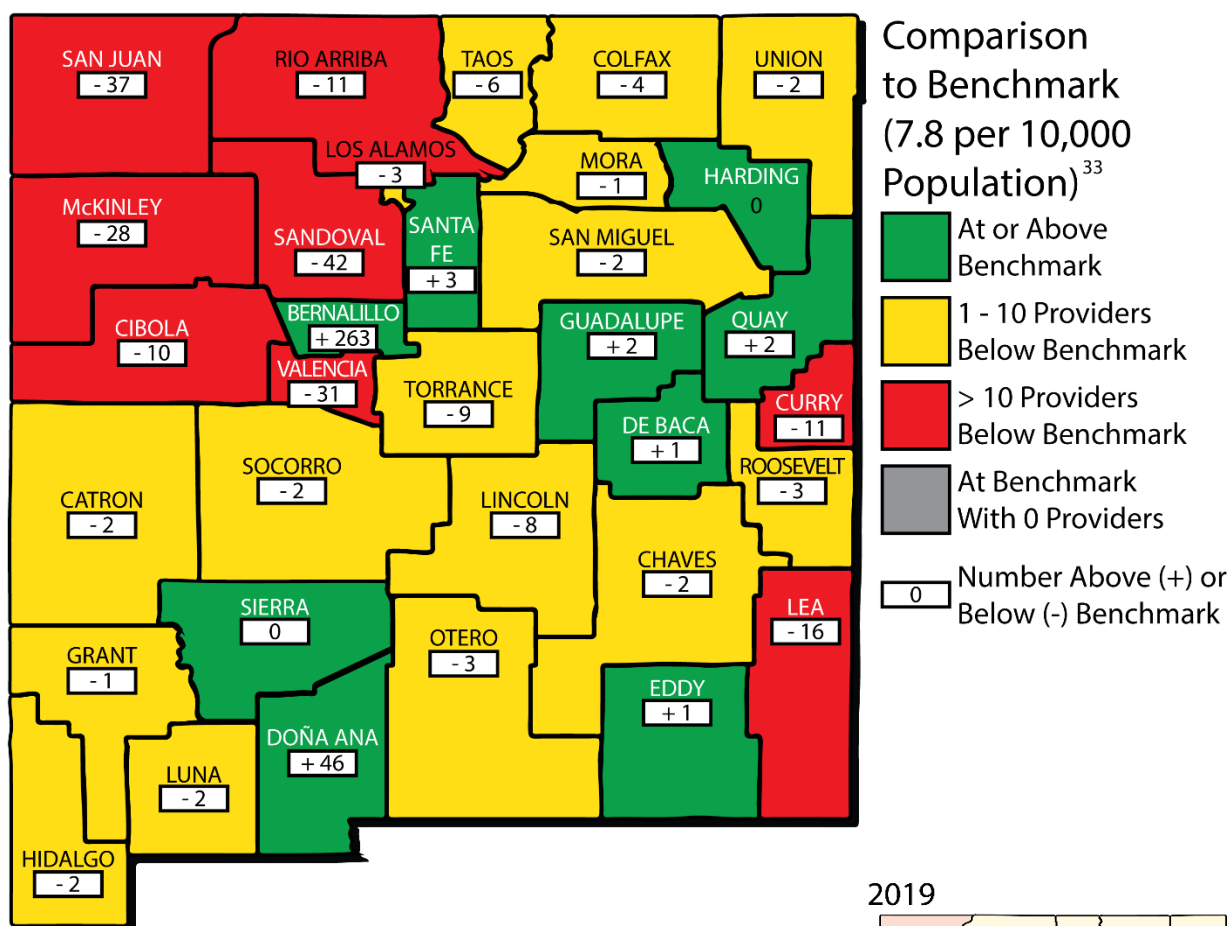 Comparison
to Benchmark
(7.8 per 10,000
Population)33
At or Above
Benchmark
1 - 10 Providers
Below Benchmark
> 10 Providers
Below Benchmark
At Benchmark
With 0 Providers
0
Number Above (+) or
Below (-) Benchmark
SAN JUAN
- 37
RIO ARRIBA
- 11
TAOS
- 6
COLFAX
- 4
UNION
- 2
LOS ALAMOS
- 3
MORA
- 1
HARDING
0
McKINLEY
- 28
SANDOVAL
- 42
SANTA
FE
+ 3
SAN MIGUEL
- 2
CIBOLA
- 10
BERNALILLO
+ 263
VALENCIA
- 31
TORRANCE
- 9
GUADALUPE
+ 2
QUAY
+ 2
CURRY
- 11
DE BACA
+ 1
ROOSEVELT
- 3
CATRON
- 2
SOCORRO
- 2
LINCOLN
- 8
CHAVES
- 2
SIERRA
0
LEA
- 16
GRANT
- 1
OTERO
- 3
EDDY
+ 1
DOÑA ANA
+ 46
LUNA
- 2
HIDALGO
- 2
2019